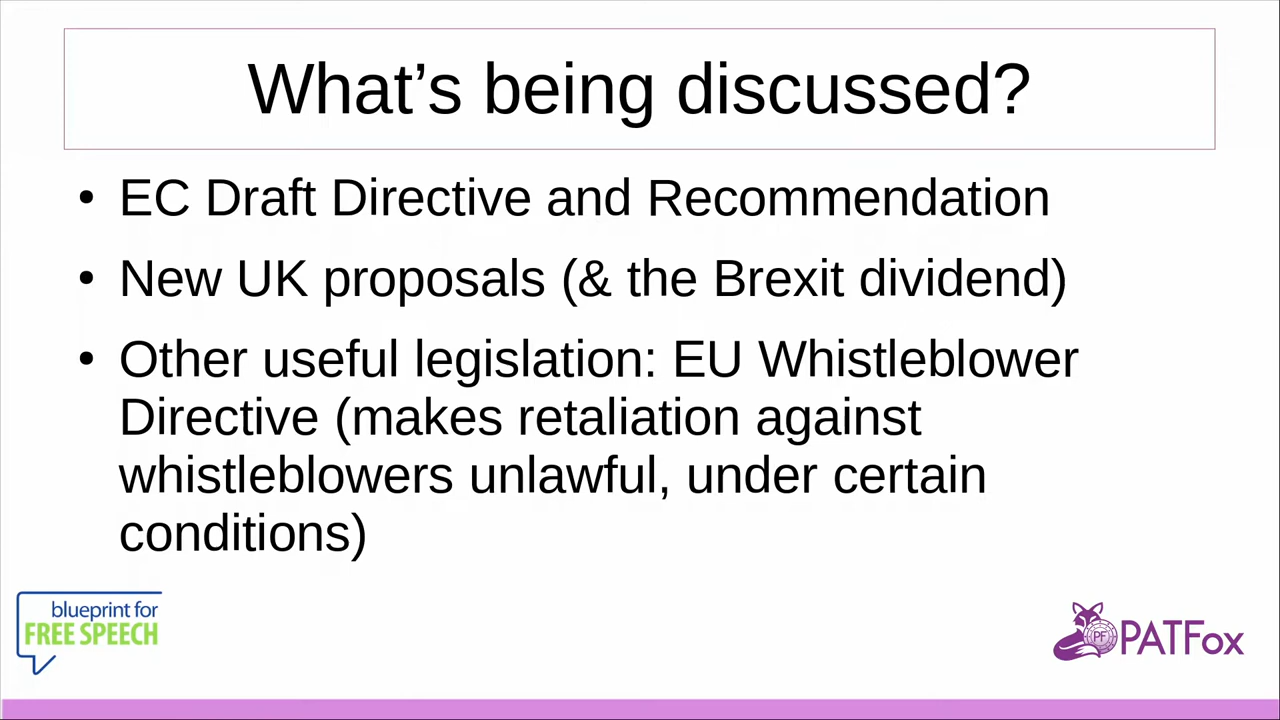 What’s being discussed?
• EC Draft Directive and Recommendation
• New UK proposals (& the Brexit dividend)
• Other useful legislation: EU Whistleblower
Directive (makes retaliation against
whistleblowers unlawful, under certain
conditions)
blueprint for
FREE SPEECH
PF
PATFox